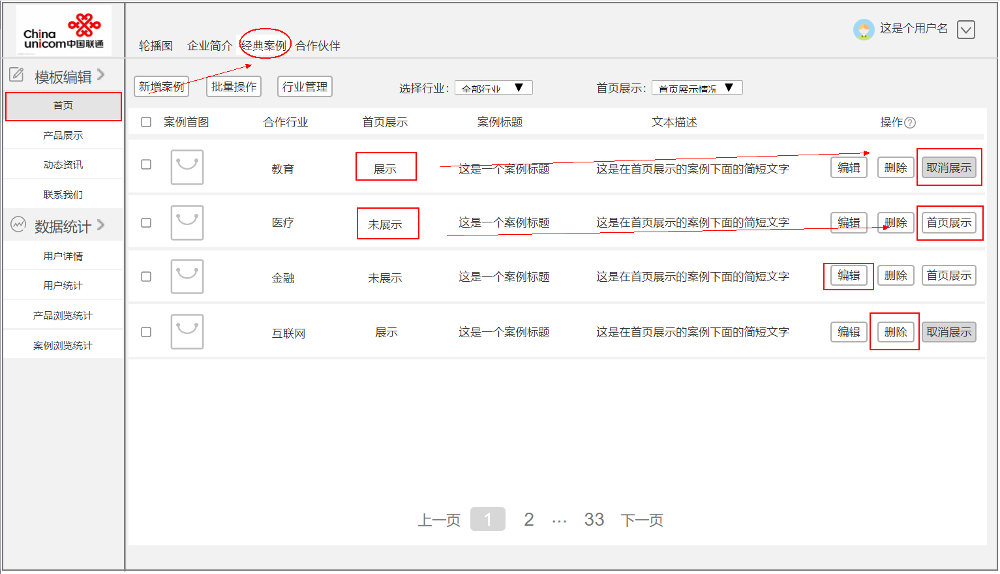 China
unicom中国联通
这是个用户名
轮播图 企业简介 经典案例 合作伙伴
模板编辑
首页
产品展示
动态资讯
联系我们
数据统计
用户详情
用户统计
产品浏览统计
案例浏览统计
新增案例 批量操作 行业管理 选择行业： 全部行业 首页展示： 首页展示情况
案例首图 合作行业 首页展示 案例标题 文本描述 操作?
教育 展示 这是一个案例标题 这是在首页展示的案例下面的简短文字 编辑 删除 取消展示
医疗 未展示 这是一个案例标题 这是在首页展示的案例下面的简短文字 编辑 删除 首页展示
金融 未展示 这是一个案例标题 这是在首页展示的案例下面的简短文字 编辑 删除 首页展示
互联网 展示 这是一个案例标题 这是在首页展示的案例下面的简短文字 编辑 删除 取消展示
上一页 1 2 ... 33 下一页